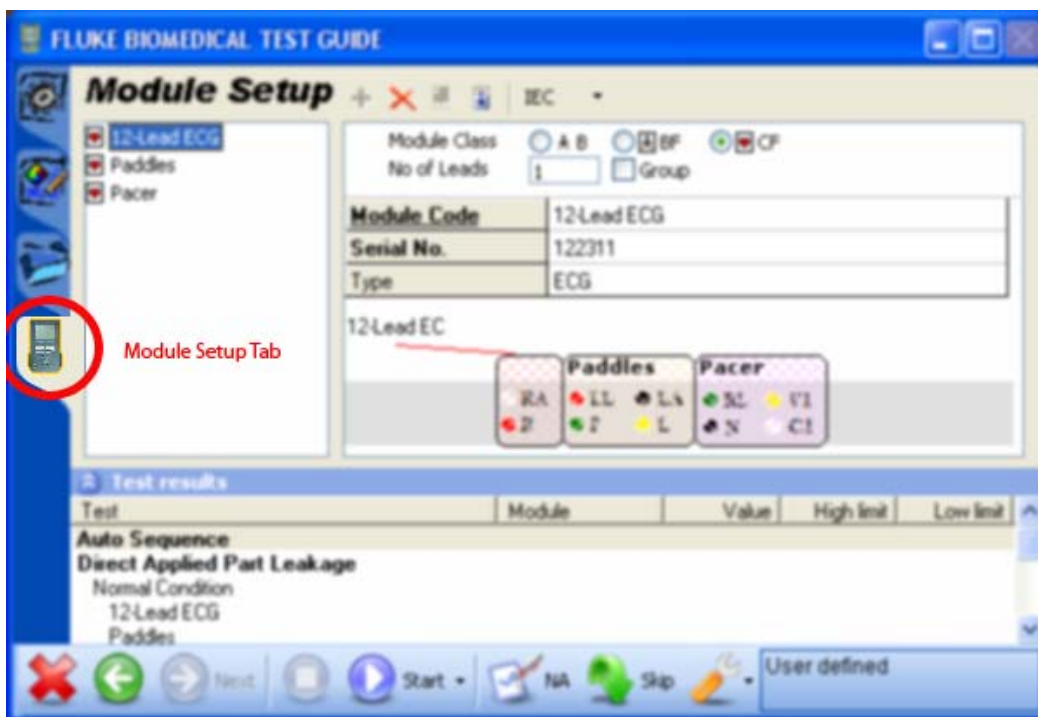 FLUKE BIOMEDICAL TEST GUIDE
Module Setup
IEC
12-Lead ECG
Paddles
Pacer
Module Class A B BF CF
No of Leads 1 Group
Module Code 12-Lead ECG
Serial No. 122311
Type ECG
12-Lead EC
Paddles Pacer
RA LL LA RL V1
R F L N C1
Module Setup Tab
Test results
Test Module Value High limit Low limit
Auto Sequence
Direct Applied Part Leakage
Normal Condition
12-Lead ECG
Paddles
Next Start NA Skip User defined